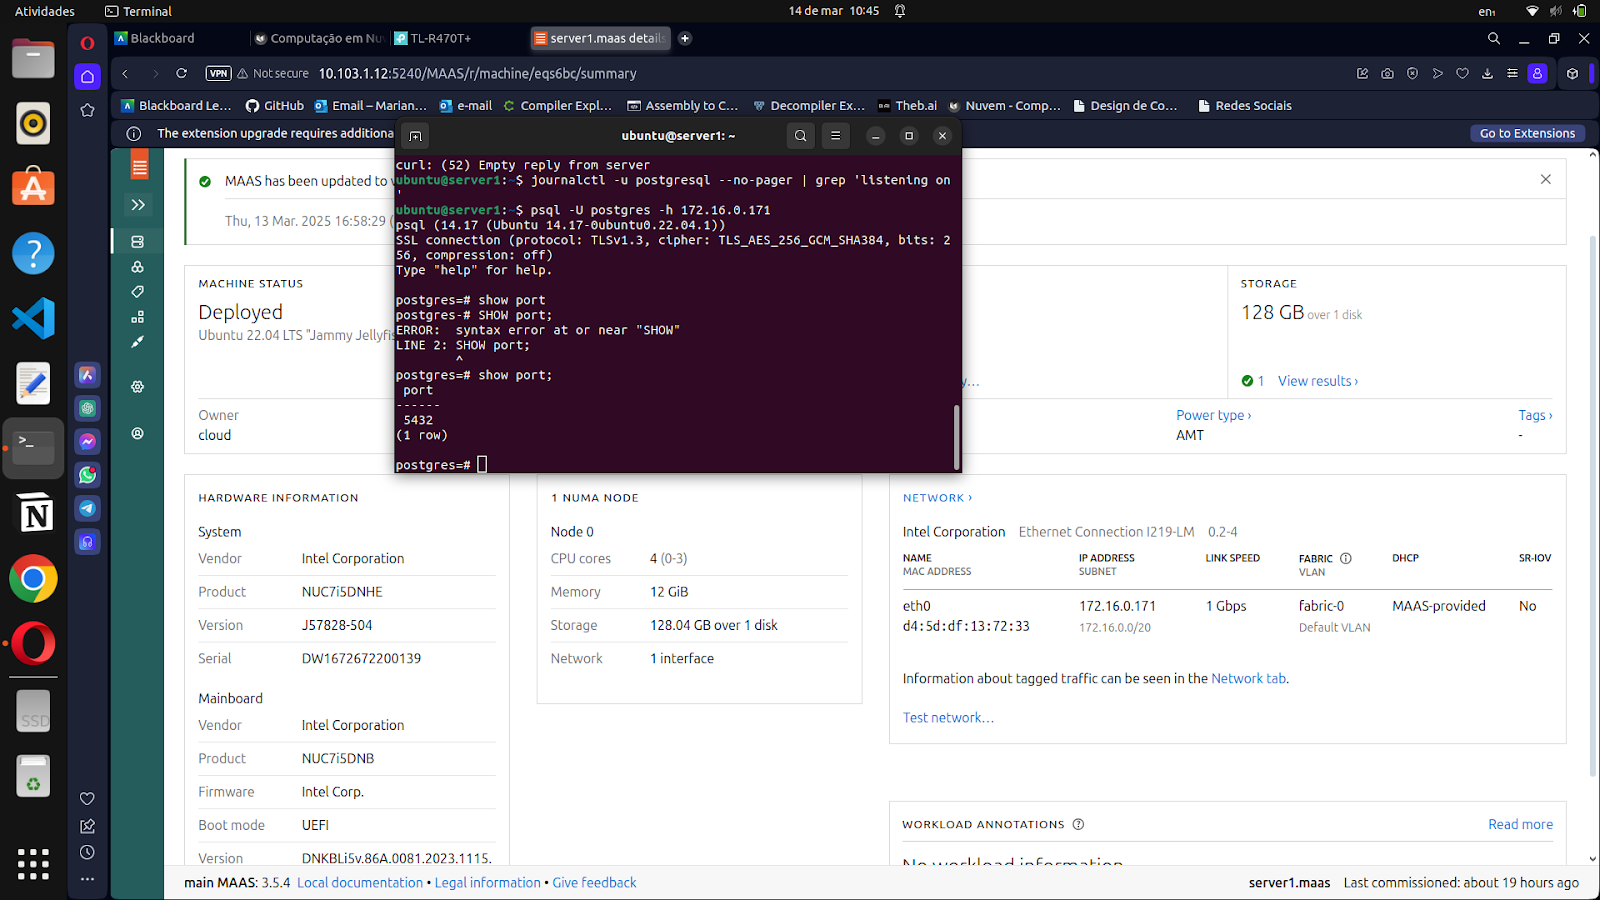 Atividades
Terminal
14 de mar 10:45
en₁
Blackboard
Computação em Nuv
TL-R470T+
server1.maas details
VPN
Not secure
10.103.1.12:5240/MAAS/r/machine/eqs6bc/summary
Blackboard Le...
GitHub
Email – Marian...
e-mail
Compiler Expl...
Assembly to C...
Decompiler Ex...
Theb.ai
Nuvem - Comp...
Design de Co...
Redes Sociais
The extension upgrade requires additiona
Go to Extensions
MAAS has been updated to
Thu, 13 Mar. 2025 16:58:29
ubuntu@server1: ~
curl: (52) Empty reply from server
ubuntu@server1:~$ journalctl -u postgresql --no-pager | grep 'listening on
'
ubuntu@server1:~$ psql -U postgres -h 172.16.0.171
psql (14.17 (Ubuntu 14.17-0ubuntu0.22.04.1))
SSL connection (protocol: TLSv1.3, cipher: TLS_AES_256_GCM_SHA384, bits: 2
56, compression: off)
Type "help" for help.
postgres=# show port
postgres-# SHOW port;
ERROR:  syntax error at or near "SHOW"
LINE 2: SHOW port;
^
postgres=# show port;
port
------
5432
(1 row)
postgres=#
MACHINE STATUS
Deployed
Ubuntu 22.04 LTS "Jammy Jellyfis
Owner
cloud
y...
STORAGE
128 GB over 1 disk
1 View results ›
Power type ›
AMT
Tags ›
-
HARDWARE INFORMATION
System
Vendor Intel Corporation
Product NUC7i5DNHE
Version J57828-504
Serial DW1672672200139
Mainboard
Vendor Intel Corporation
Product NUC7i5DNB
Firmware Intel Corp.
Boot mode UEFI
Version DNKBLi5v.86A.0081.2023.1115.
1 NUMA NODE
Node 0
CPU cores 4 (0-3)
Memory 12 GiB
Storage 128.04 GB over 1 disk
Network 1 interface
NETWORK ›
Intel Corporation Ethernet Connection I219-LM 0.2-4
NAME IP ADDRESS LINK SPEED FABRIC DHCP SR-IOV
MAC ADDRESS SUBNET VLAN
eth0 172.16.0.171 1 Gbps fabric-0 MAAS-provided No
d4:5d:df:13:72:33 172.16.0.0/20 Default VLAN
Information about tagged traffic can be seen in the Network tab.
Test network...
WORKLOAD ANNOTATIONS
Read more
No workload information
SSD
main MAAS: 3.5.4 Local documentation • Legal information • Give feedback
server1.maas Last commissioned: about 19 hours ago